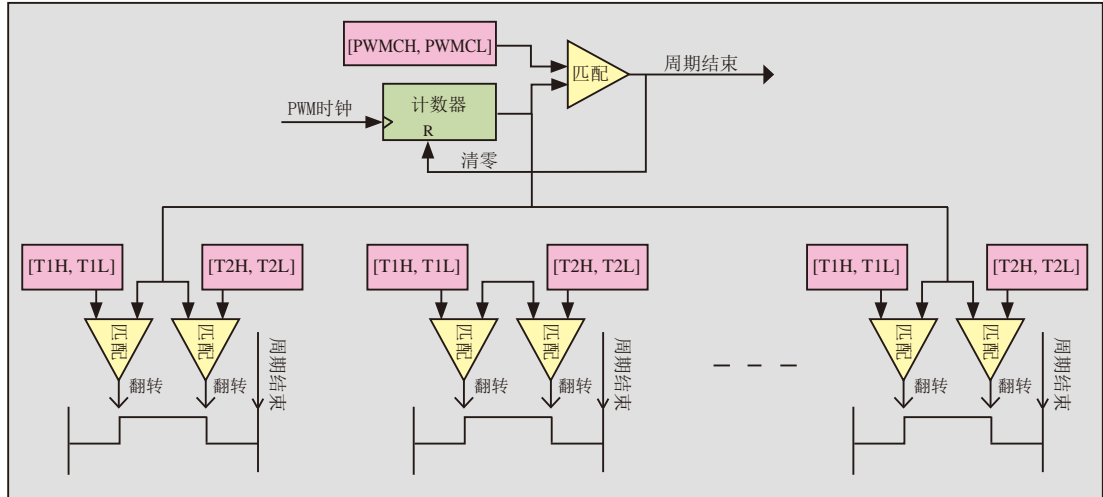 [PWMCH, PWMCL]
匹配
周期结束
PWM时钟
计数器
R
清零
[T1H, T1L]
[T2H, T2L]
匹配
匹配
翻转
翻转
周期结束
[T1H, T1L]
[T2H, T2L]
匹配
匹配
翻转
翻转
周期结束
[T1H, T1L]
[T2H, T2L]
匹配
匹配
翻转
翻转
周期结束